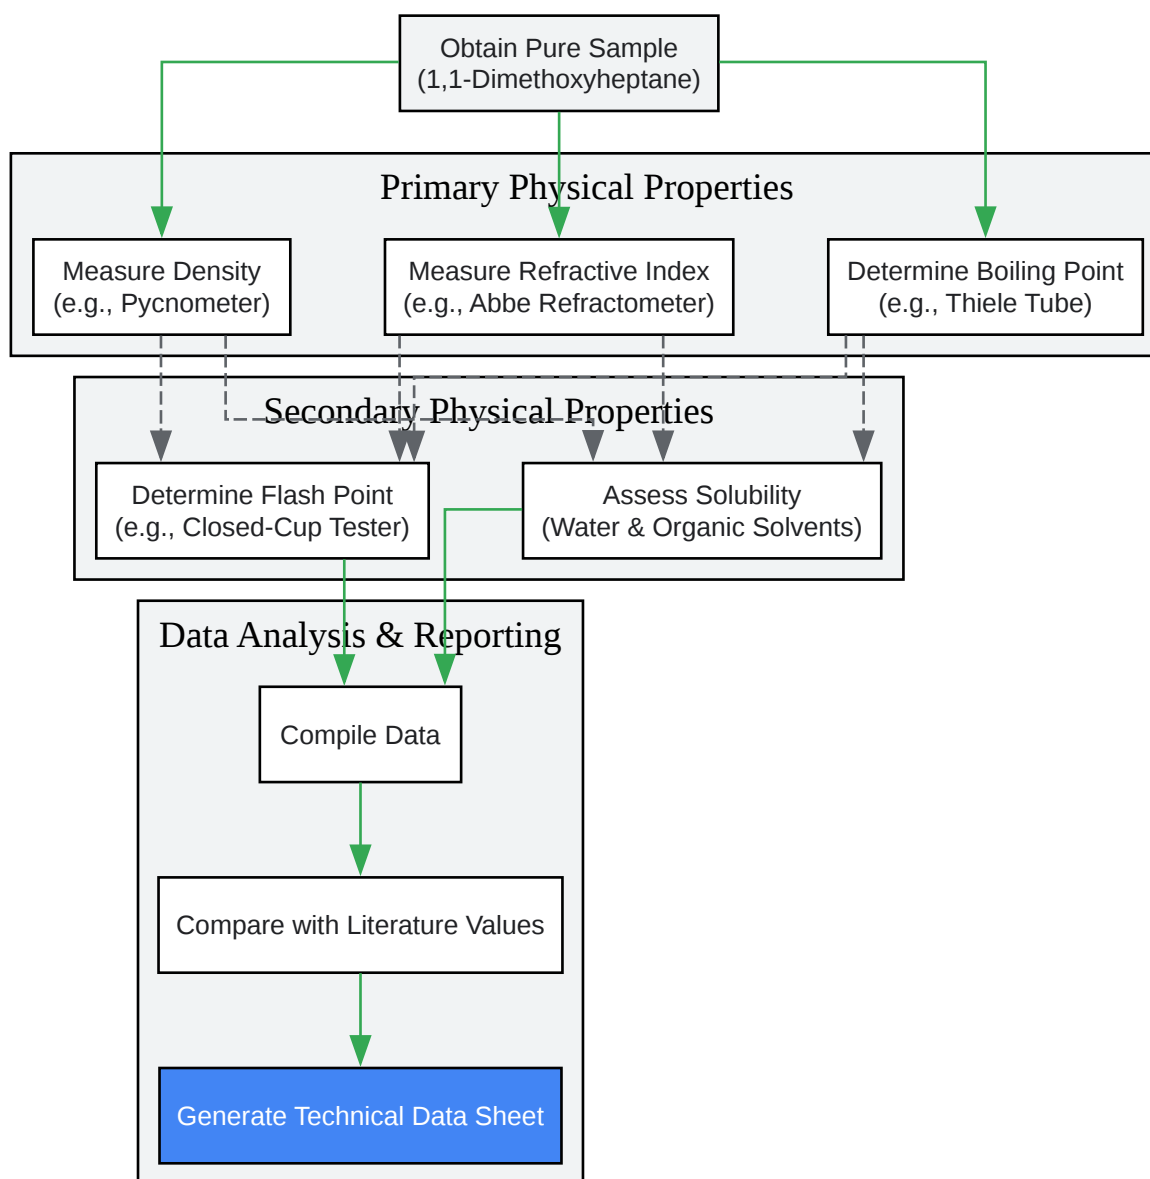 Obtain Pure Sample
(1,1-Dimethoxyheptane)
Primary Physical Properties
Measure Density
(e.g., Pycnometer)
Measure Refractive Index
(e.g., Abbe Refractometer)
Determine Boiling Point
(e.g., Thiele Tube)
Secondary Physical Properties
Determine Flash Point
(e.g., Closed-Cup Tester)
Assess Solubility
(Water & Organic Solvents)
Data Analysis & Reporting
Compile Data
Compare with Literature Values
Generate Technical Data Sheet